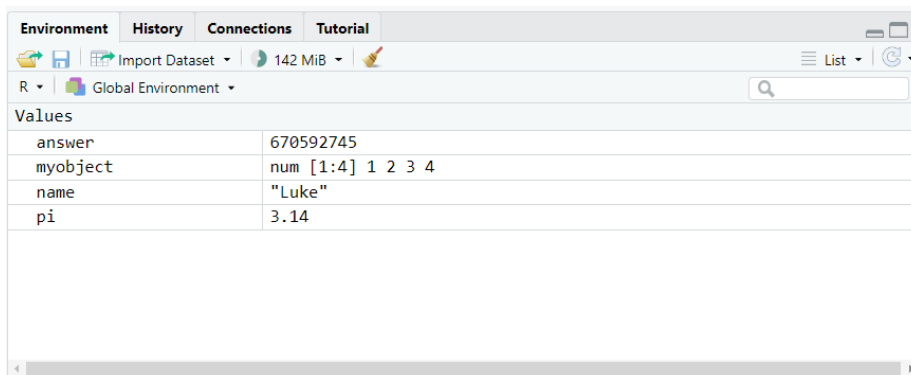 Environment History Connections Tutorial
Import Dataset 142 MiB List
R Global Environment
Values
answer 670592745
myobject num [1:4] 1 2 3 4
name "Luke"
pi 3.14